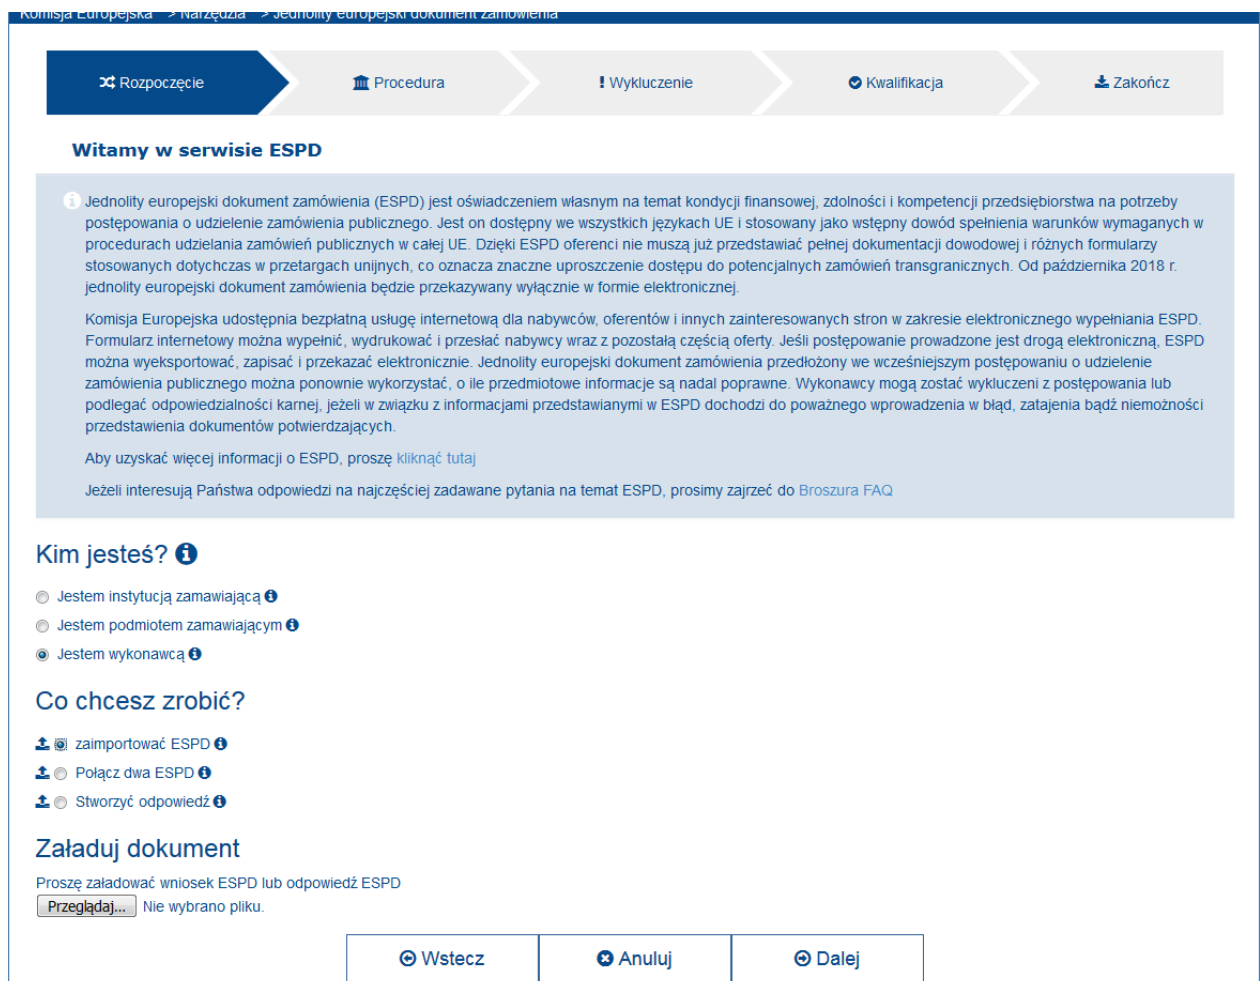 Komisja Europejska > Narzędzia > Jednolity europejski dokument zamówienia
Rozpoczęcie
Procedura
Wykluczenie
Kwalifikacja
Zakończ
Witamy w serwisie ESPD
Jednolity europejski dokument zamówienia (ESPD) jest oświadczeniem własnym na temat kondycji finansowej, zdolności i kompetencji przedsiębiorstwa na potrzeby
postępowania o udzielenie zamówienia publicznego. Jest on dostępny we wszystkich językach UE i stosowany jako wstępny dowód spełnienia warunków wymaganych w
procedurach udzielania zamówień publicznych w całej UE. Dzięki ESPD oferenci nie muszą już przedstawiać pełnej dokumentacji dowodowej i różnych formularzy
stosowanych dotychczas w przetargach unijnych, co oznacza znaczne uproszczenie dostępu do potencjalnych zamówień transgranicznych. Od października 2018 r.
jednolity europejski dokument zamówienia będzie przekazywany wyłącznie w formie elektronicznej.
Komisja Europejska udostępnia bezpłatną usługę internetową dla nabywców, oferentów i innych zainteresowanych stron w zakresie elektronicznego wypełniania ESPD.
Formularz internetowy można wypełnić, wydrukować i przesłać nabywcy wraz z pozostałą częścią oferty. Jeśli postępowanie prowadzone jest drogą elektroniczną, ESPD
można wyeksportować, zapisać i przekazać elektronicznie. Jednolity europejski dokument zamówienia przedłożony we wcześniejszym postępowaniu o udzielenie
zamówienia publicznego można ponownie wykorzystać, o ile przedmiotowe informacje są nadal poprawne. Wykonawcy mogą zostać wykluczeni z postępowania lub
podlegać odpowiedzialności karnej, jeżeli w związku z informacjami przedstawianymi w ESPD dochodzi do poważnego wprowadzenia w błąd, zatajenia bądź niemożności
przedstawienia dokumentów potwierdzających.
Aby uzyskać więcej informacji o ESPD, proszę kliknąć tutaj
Jeżeli interesują Państwa odpowiedzi na najczęściej zadawane pytania na temat ESPD, prosimy zajrzeć do Broszura FAQ
Kim jesteś?
Jestem instytucją zamawiającą
Jestem podmiotem zamawiającym
Jestem wykonawcą
Co chcesz zrobić?
zaimportować ESPD
Połącz dwa ESPD
Stworzyć odpowiedź
Załaduj dokument
Proszę załadować wniosek ESPD lub odpowiedź ESPD
Przeglądaj... Nie wybrano pliku.
Wstecz
Anuluj
Dalej